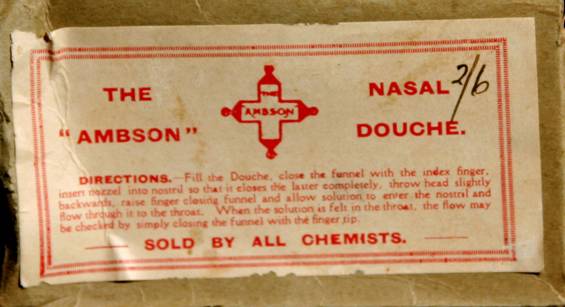 THE NASAL 2/6
THE
AMBSON
"AMBSON" DOUCHE.
DIRECTIONS.—Fill the Douche, close the funnel with the index finger,
insert nozzel into nostril so that it closes the latter completely, throw head slightly
backwards, raise finger closing funnel and allow solution to enter the nostril and
flow through it to the throat. When the solution is felt in the throat, the flow may
be checked by simply closing the funnel with the finger tip.
SOLD BY ALL CHEMISTS.